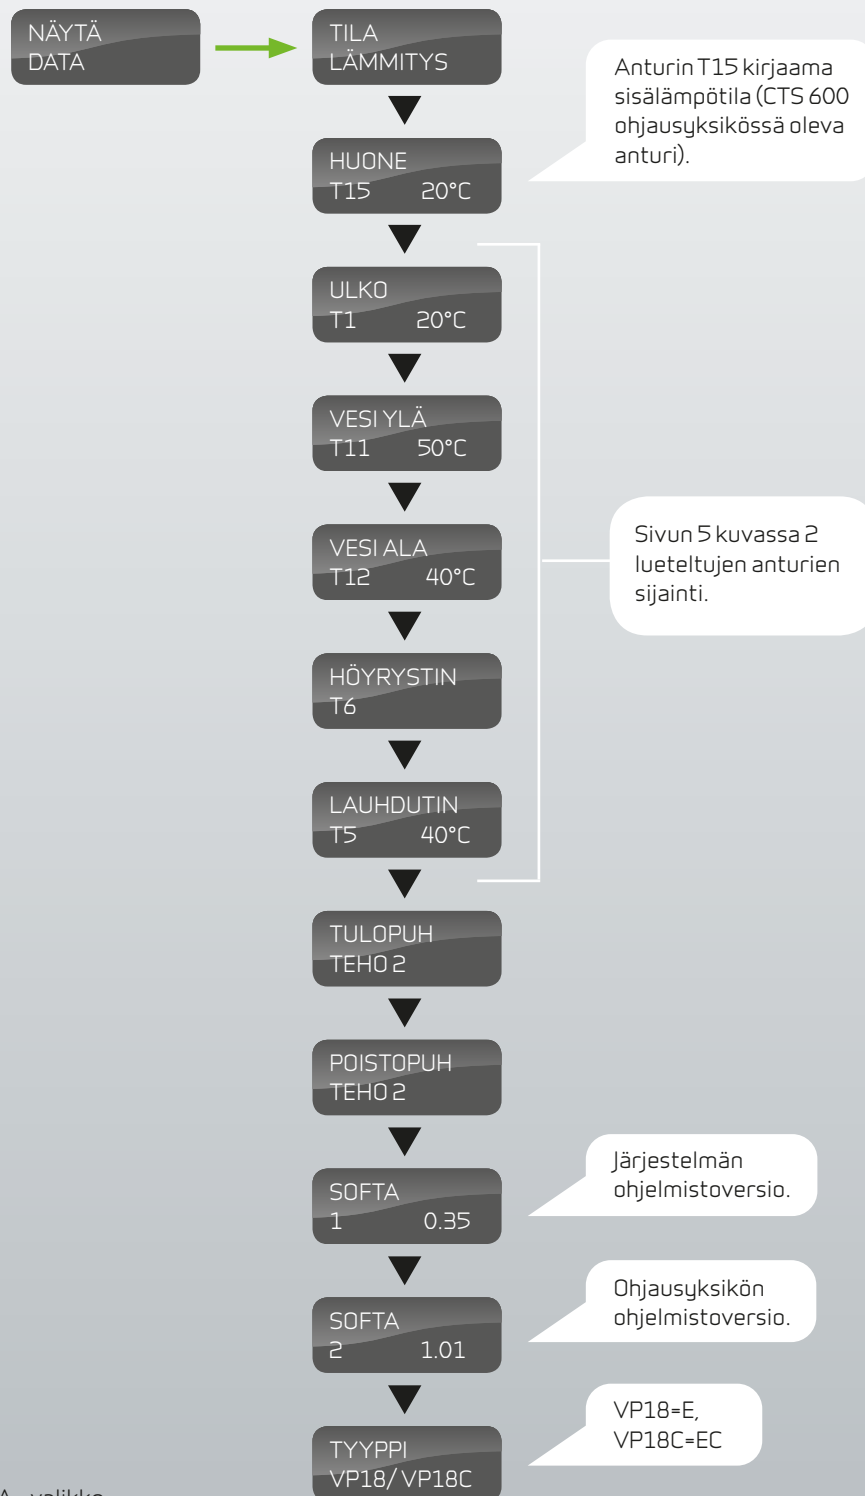 NÄYTÄ
DATA
TILA
LÄMMITYS
Anturin T15 kirjaama
sisälämpötila (CTS 600
ohjausyksikössä oleva
anturi).
HUONE
T15 20°C
ULKO
T1 20°C
VESI YLÄ
T11 50°C
VESI ALA
T12 40°C
Sivun 5 kuvassa 2
lueteltujen anturien
sijainti.
HÖYRYSTIN
T6
LAUHDUTIN
T5 40°C
TULOPUH
TEHO 2
POISTOPUH
TEHO 2
SOFTA
1 0.35
Järjestelmän
ohjelmistoversio.
SOFTA
2 1.01
Ohjausyksikön
ohjelmistoversio.
TYYPPI
VP18/ VP18C
VP18=E,
VP18C=EC